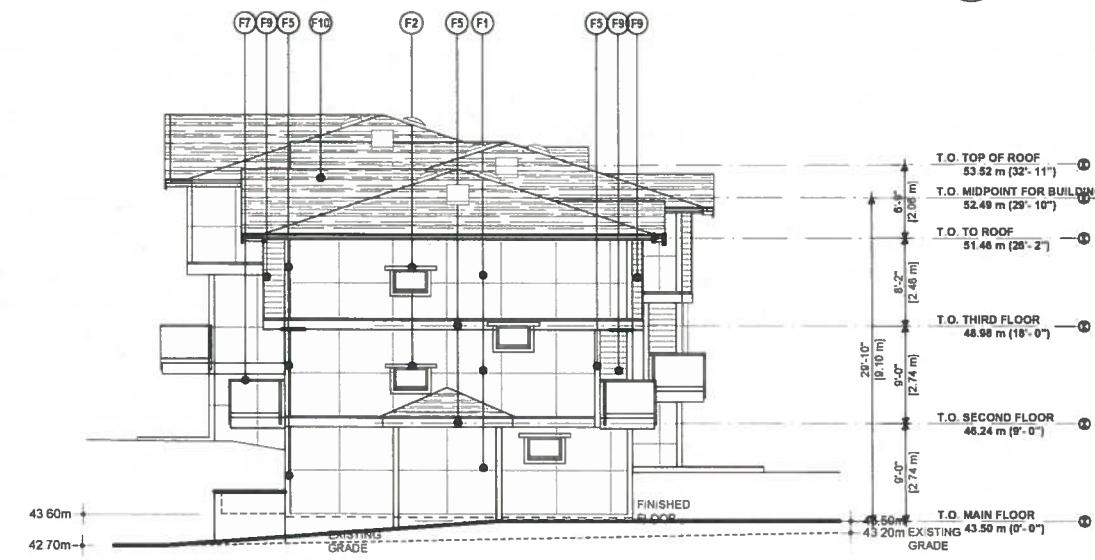 F7 F9 F5 F10 F2 F5 F1 F5 F9 F9
T.O. TOP OF ROOF
53.52 m (32'- 11")
T.O. MIDPOINT FOR BUILDIN
52.49 m (29'- 10")
6'-9"
[2.06 m]
T.O. TO ROOF
51.46 m (26'- 2")
8'-2"
[2.48 m]
T.O. THIRD FLOOR
48.98 m (18'- 0")
29'-10"
[9.10 m]
9'-0"
[2.74 m]
T.O. SECOND FLOOR
46.24 m (9'- 0")
9'-0"
[2.74 m]
FINISHED
FLOOR
43 60m
T.O. MAIN FLOOR
43.50 m (0'- 0")
43 20m EXISTING
GRADE
EXISTING
GRADE
42 70m